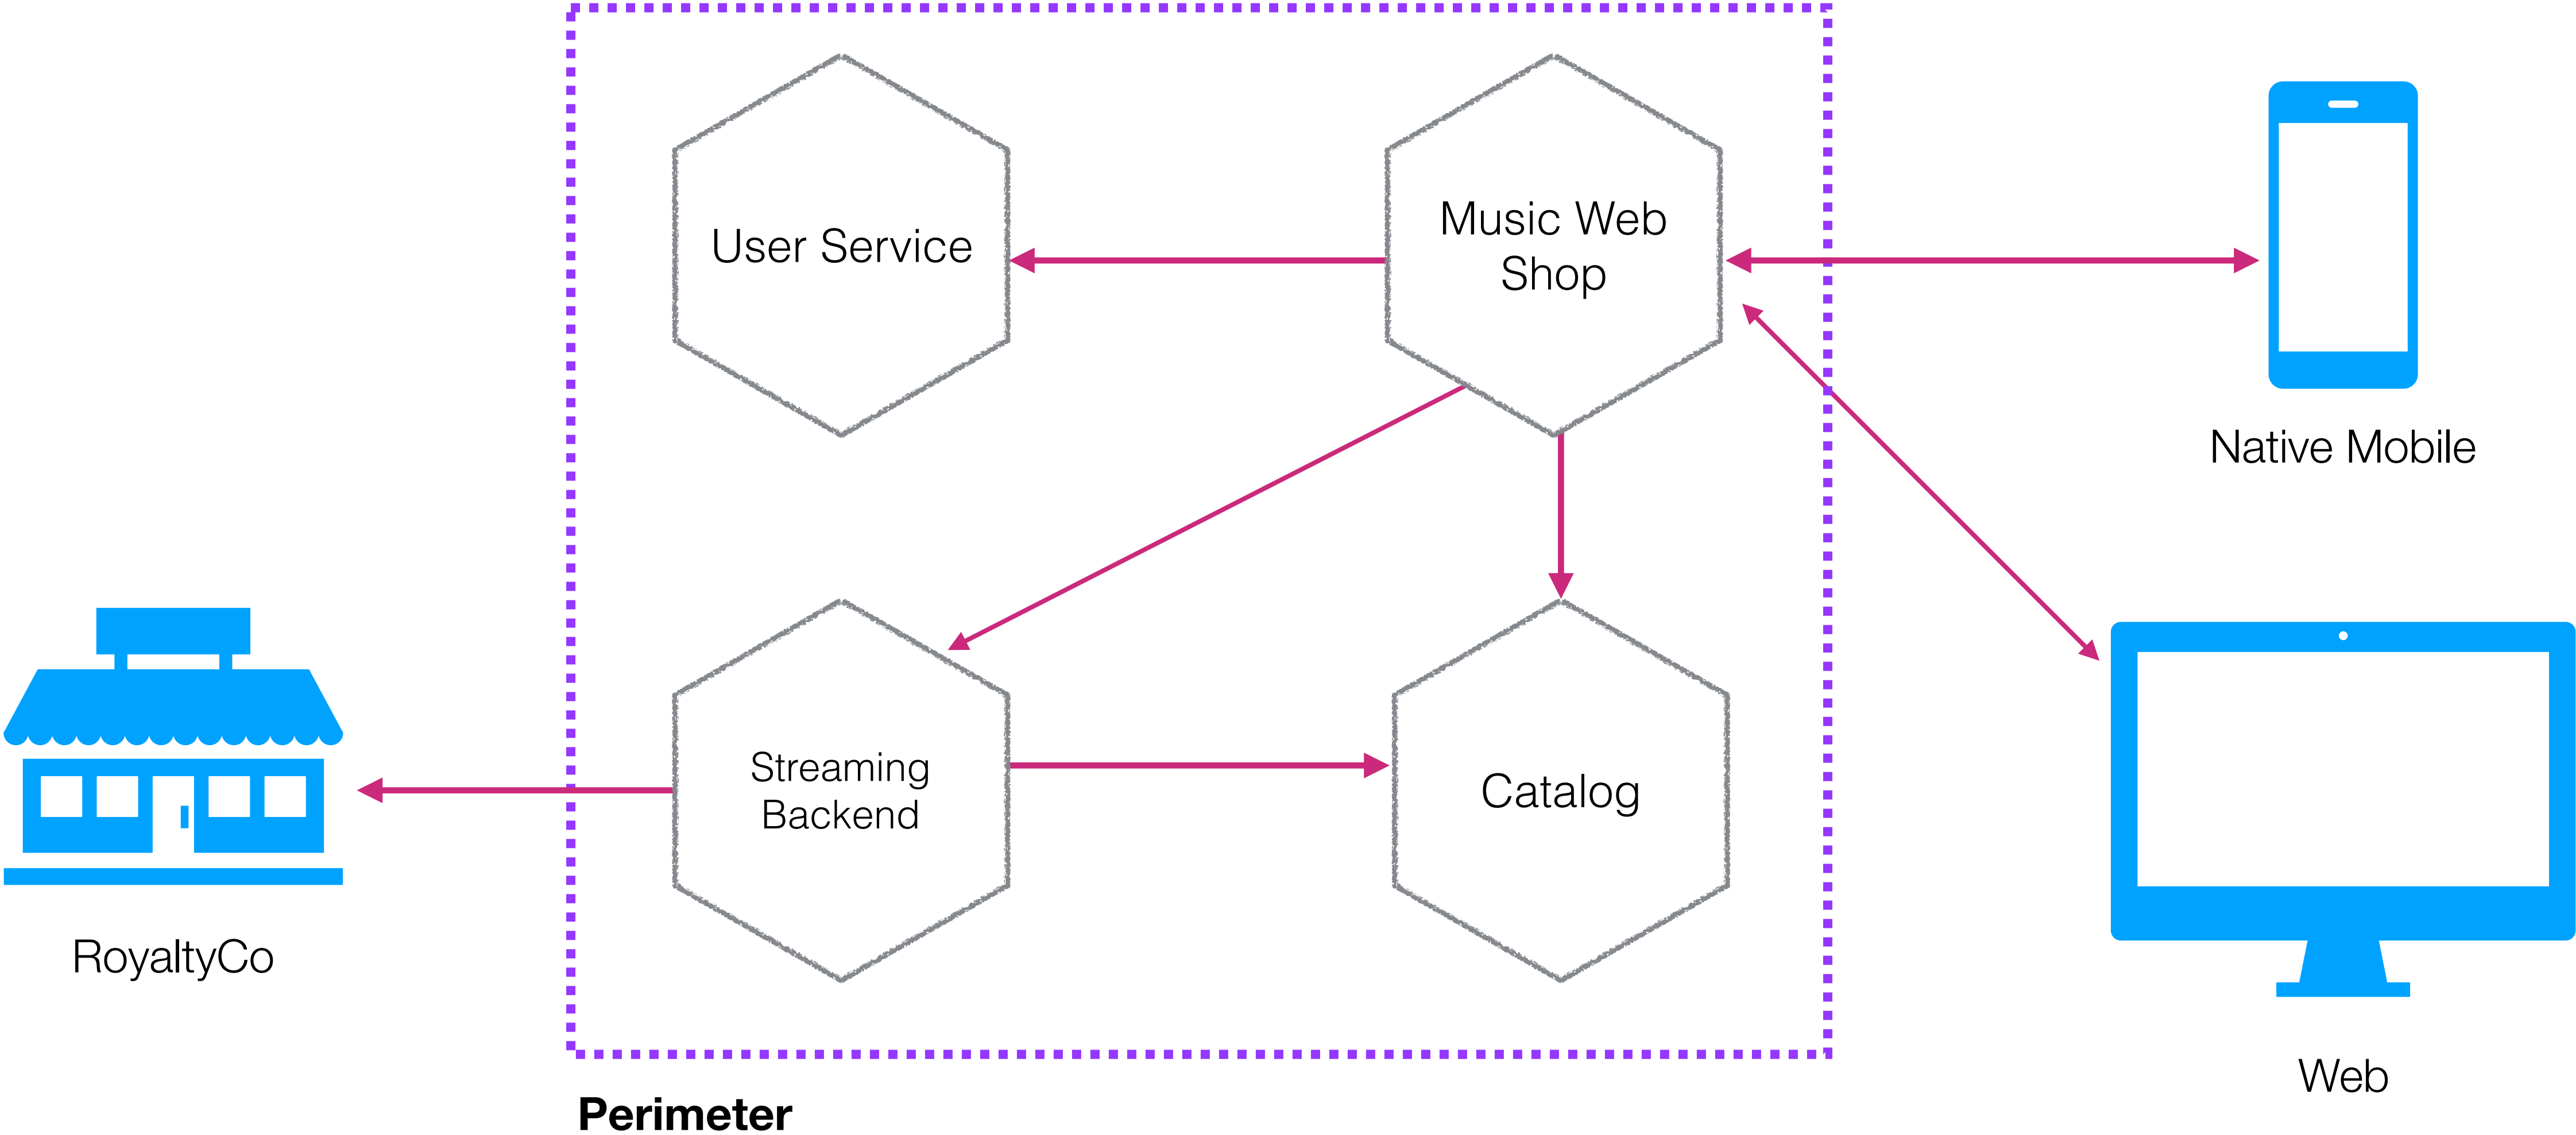 User Service
Music Web
Shop
Native Mobile
Streaming
Backend
Catalog
RoyaltyCo
Web
Perimeter